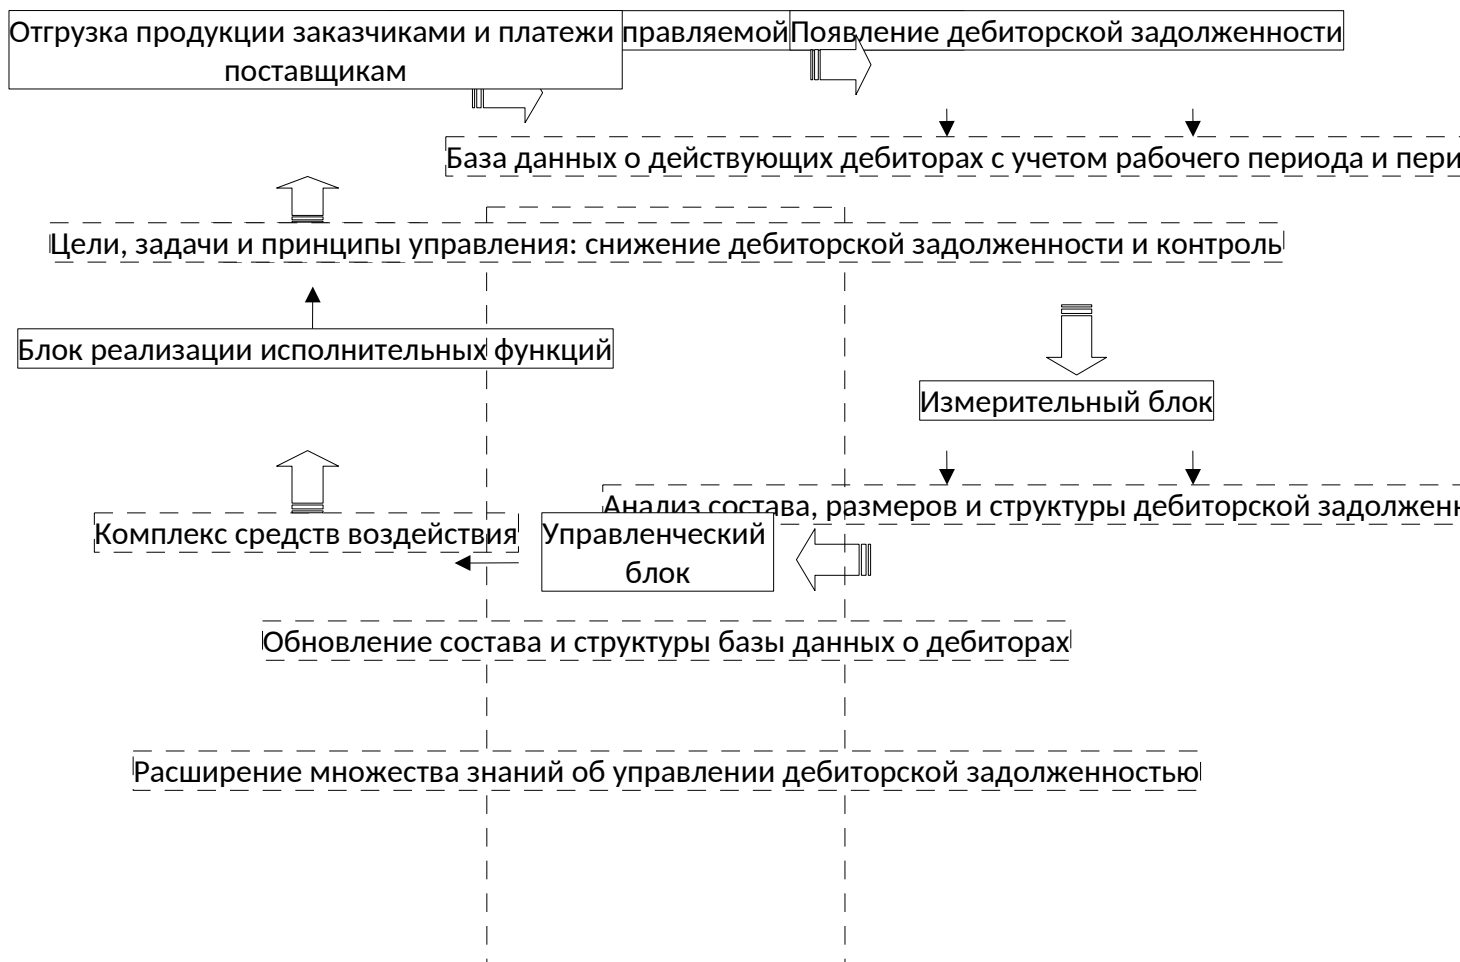 Отгрузка продукции заказчиками и платежи
поставщикам
правляемой
Появление дебиторской задолженности
База данных о действующих дебиторах с учетом рабочего периода и пери
Цели, задачи и принципы управления: снижение дебиторской задолженности и контроль
Блок реализации исполнительных функций
Измерительный блок
Анализ состава, размеров и структуры дебиторской задолжен
Комплекс средств воздействия
Управленческий
блок
Обновление состава и структуры базы данных о дебиторах
Расширение множества знаний об управлении дебиторской задолженностью